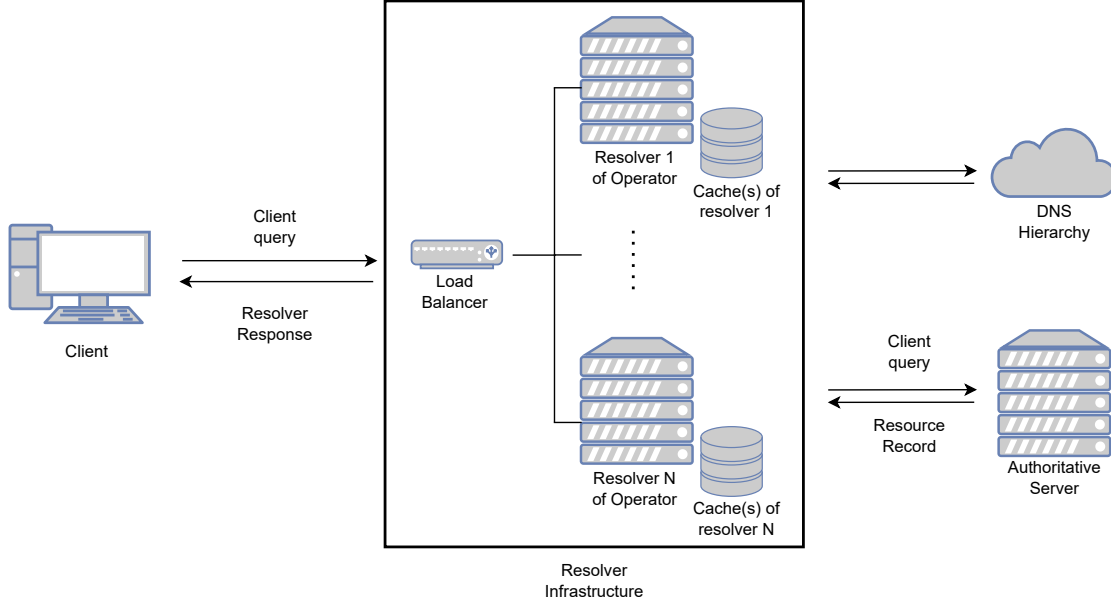 Client
query
Resolver
Response
Client
Load
Balancer
Resolver 1
of Operator
Cache(s) of
resolver 1
Resolver N
of Operator
Cache(s) of
resolver N
Resolver
Infrastructure
DNS
Hierarchy
Client
query
Resource
Record
Authoritative
Server